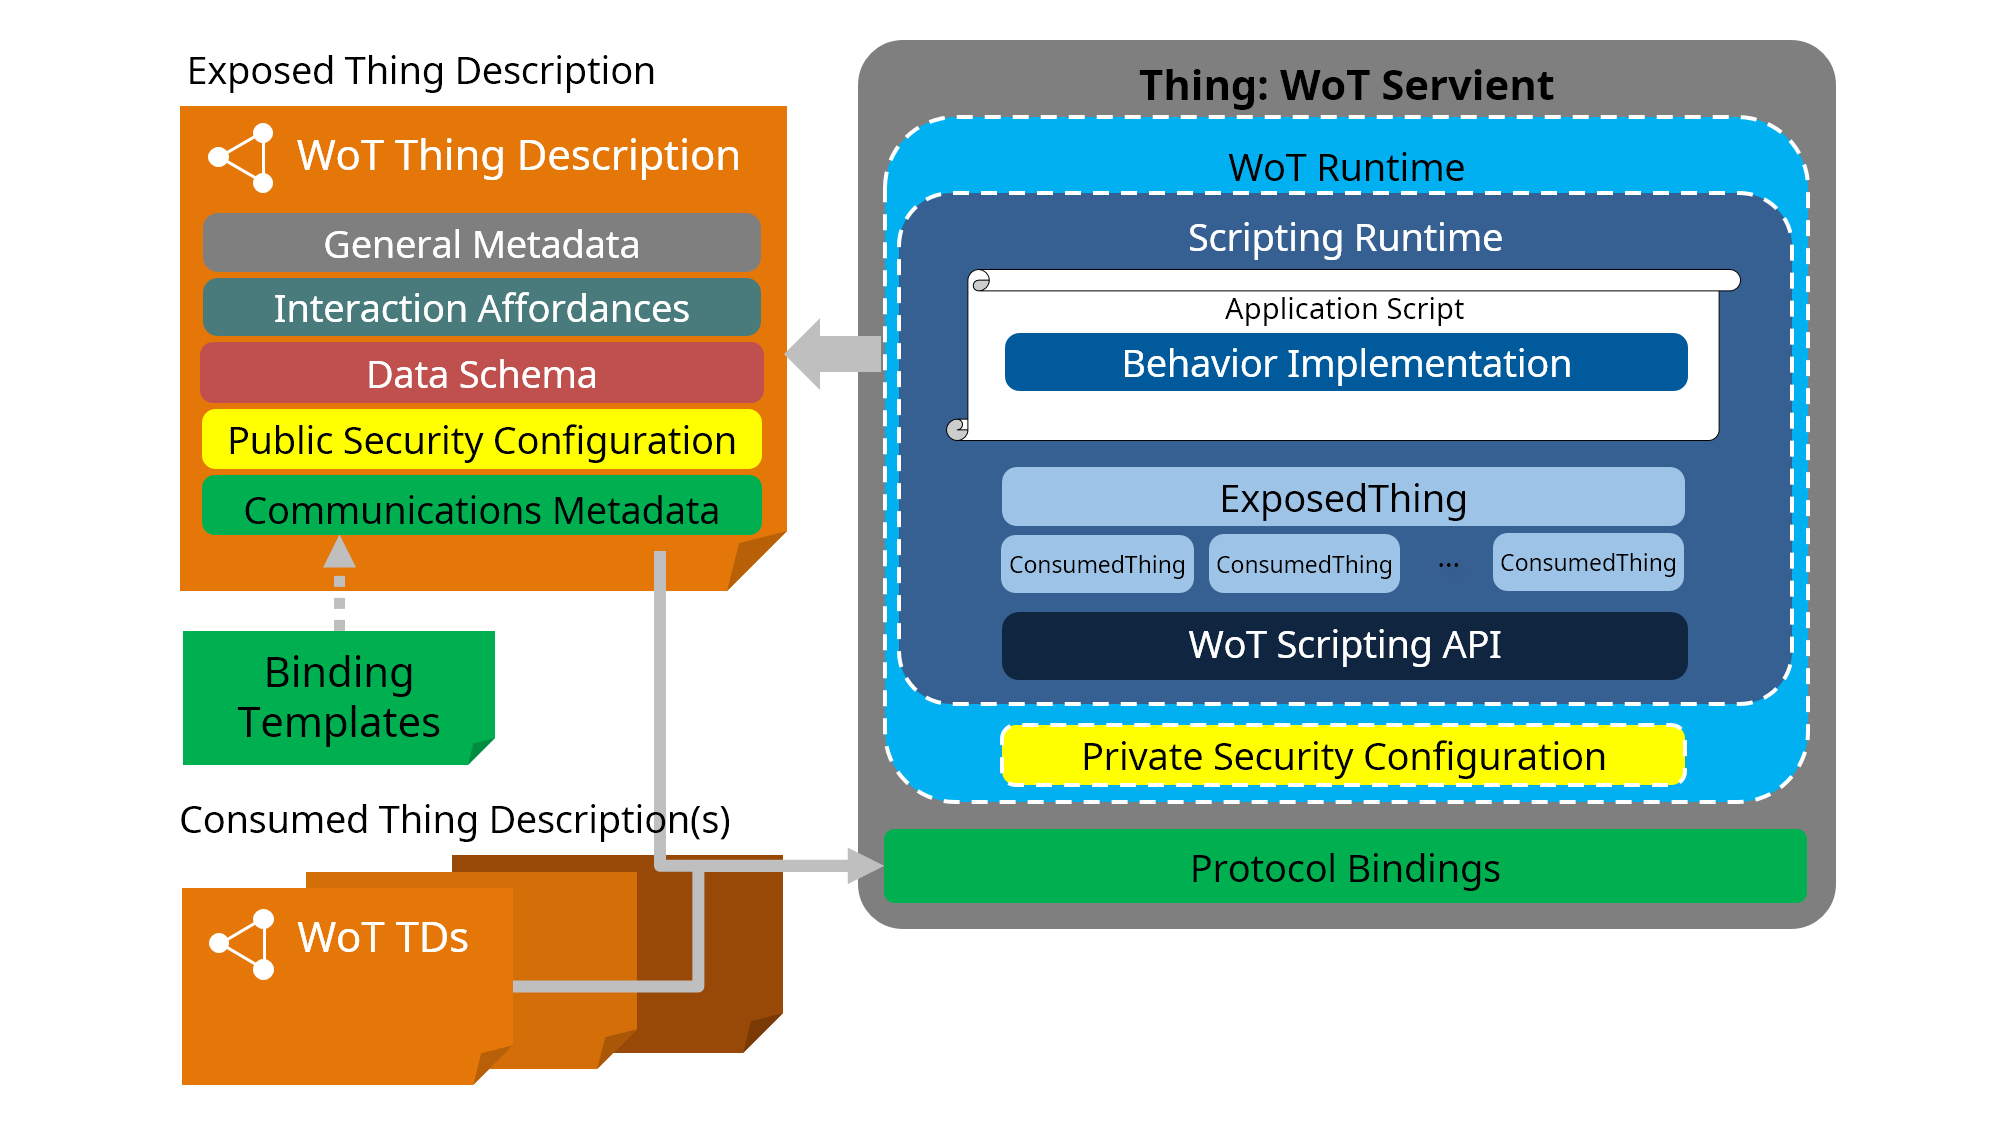 Exposed Thing Description
WoT Thing Description
General Metadata
Interaction Affordances
Data Schema
Public Security Configuration
Communications Metadata
Binding
Templates
Consumed Thing Description(s)
WoT TDs
Thing: WoT Servient
WoT Runtime
Scripting Runtime
Application Script
Behavior Implementation
ExposedThing
ConsumedThing ConsumedThing ... ConsumedThing
WoT Scripting API
Private Security Configuration
Protocol Bindings